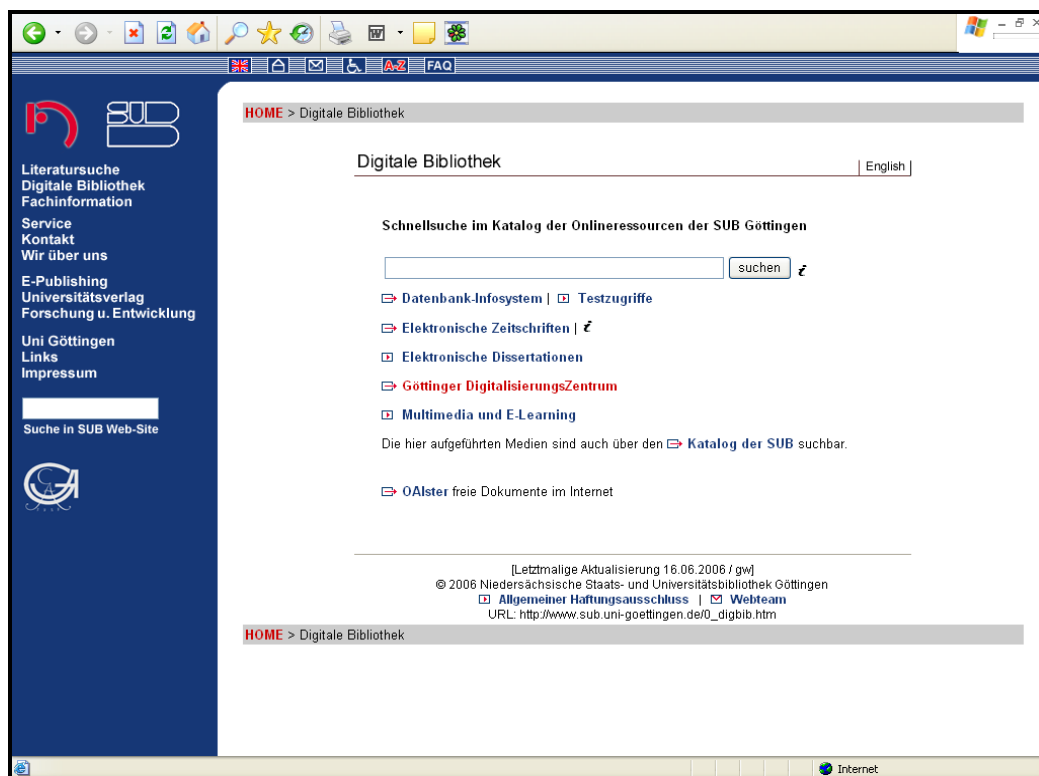 A-Z FAQ
SUB
HOME > Digitale Bibliothek
Literatursuche
Digitale Bibliothek
Fachinformation
Service
Kontakt
Wir über uns
E-Publishing
Universitätsverlag
Forschung u. Entwicklung
Uni Göttingen
Links
Impressum
Suche in SUB Web-Site
Digitale Bibliothek | English |
Schnellsuche im Katalog der Onlineressourcen der SUB Göttingen
suchen i
Datenbank-Infosystem | Testzugriffe
Elektronische Zeitschriften | i
Elektronische Dissertationen
Göttinger DigitalisierungsZentrum
Multimedia und E-Learning
Die hier aufgeführten Medien sind auch über den Katalog der SUB suchbar.
OAIster freie Dokumente im Internet
[Letztmalige Aktualisierung 16.06.2006 / gw]
© 2006 Niedersächsische Staats- und Universitätsbibliothek Göttingen
Allgemeiner Haftungsausschluss | Webteam
URL: http://www.sub.uni-goettingen.de/0_digbib.htm
HOME > Digitale Bibliothek
Internet